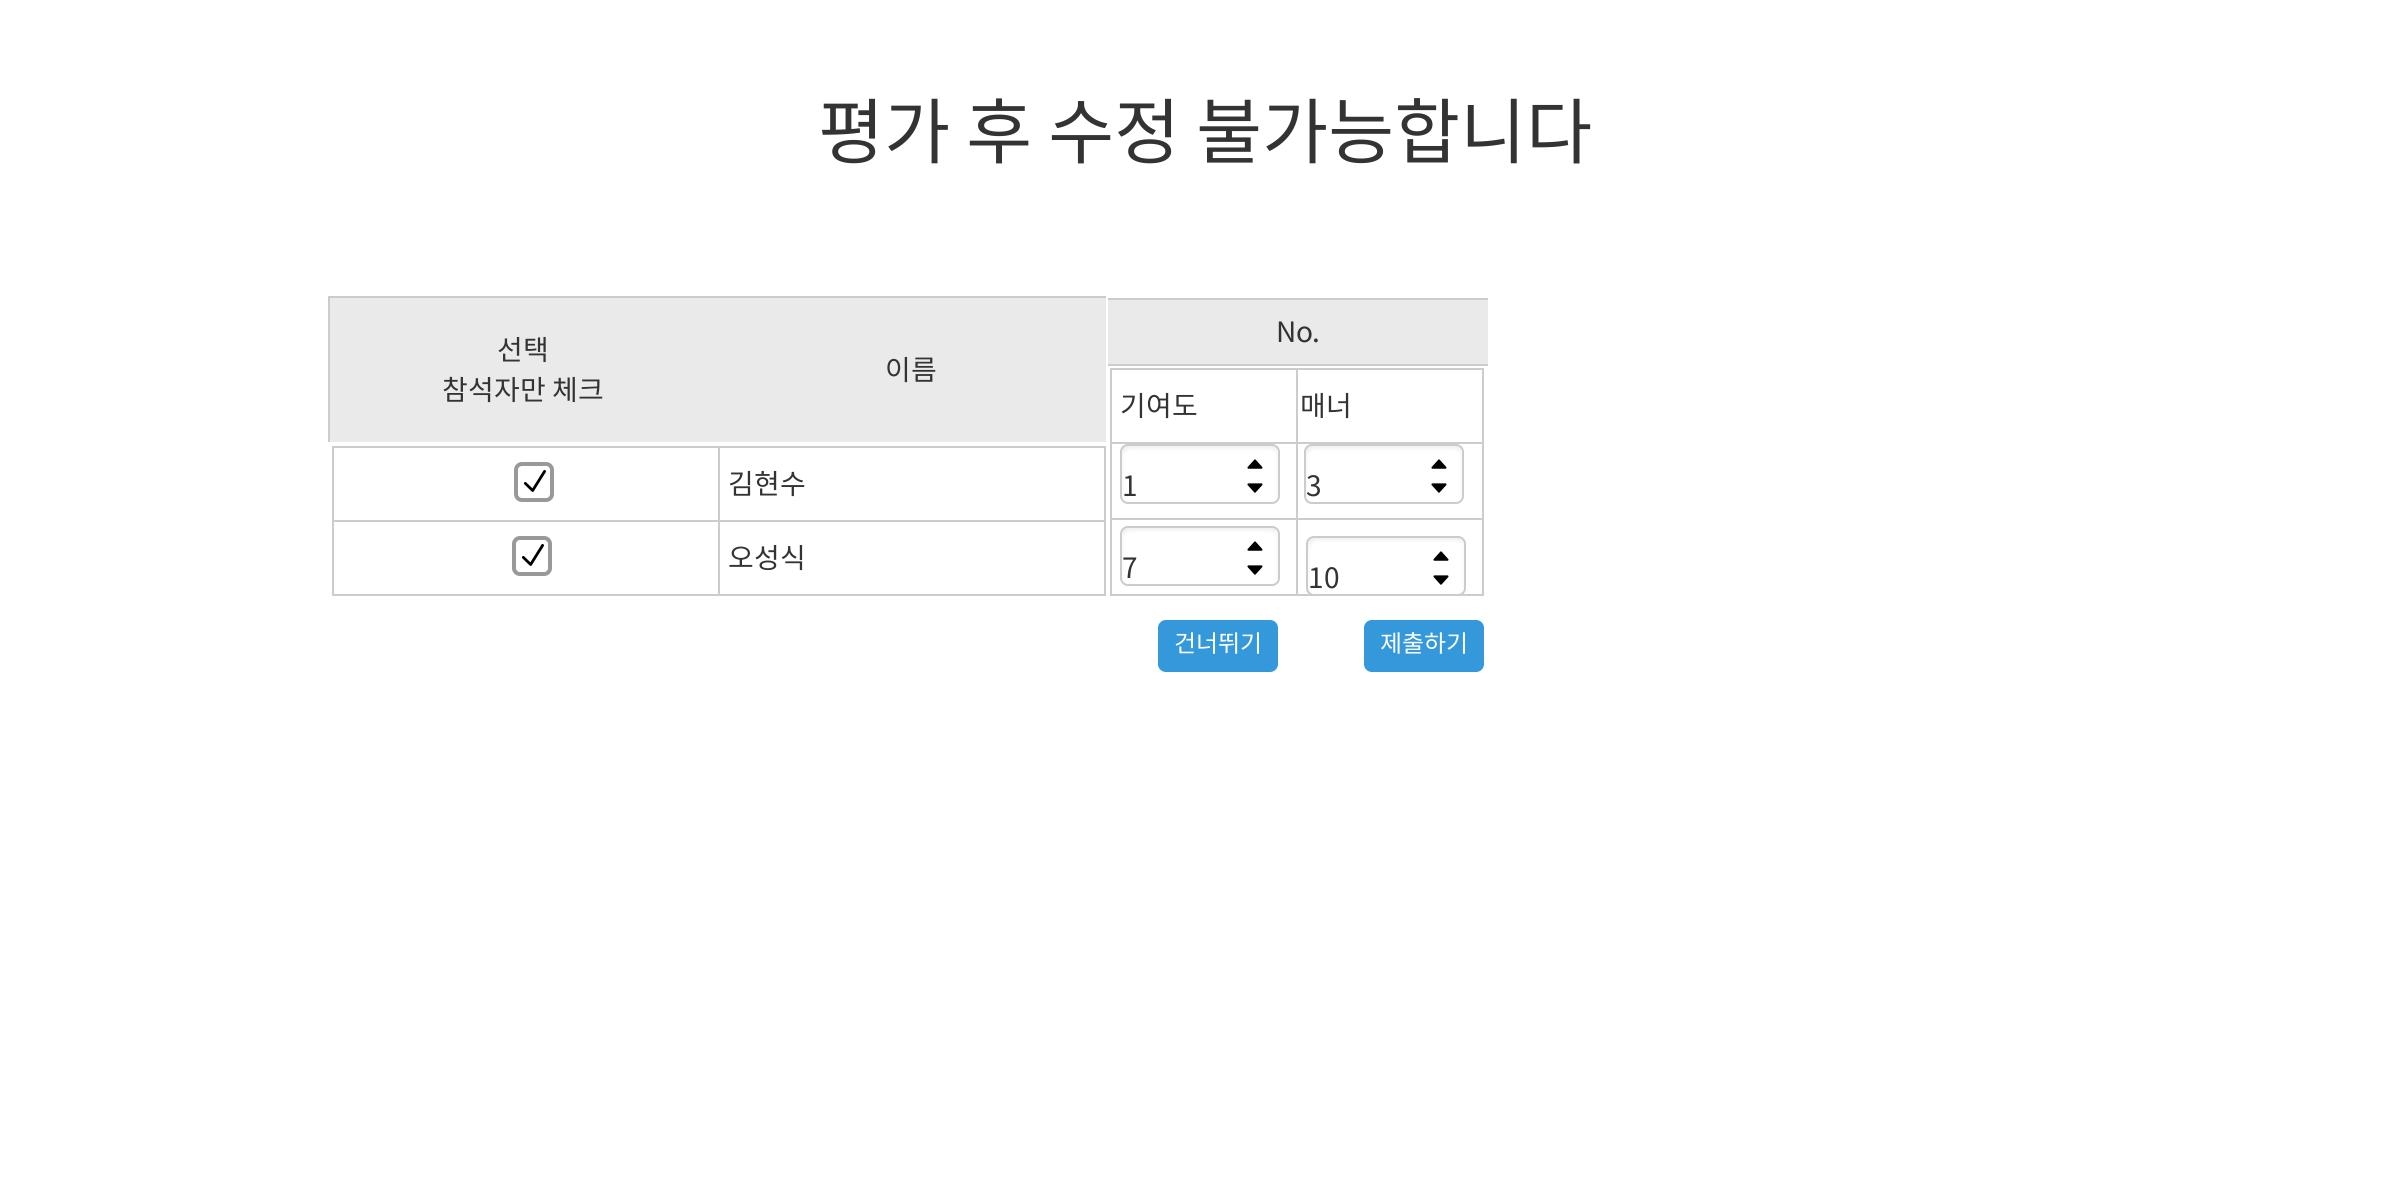 평가 후 수정 불가능합니다
선택
참석자만 체크
이름
No.
기여도
매너
김현수
1
3
오성식
7
10
건너뛰기
제출하기